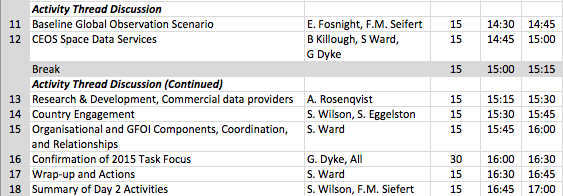 Activity Thread Discussion
11 Baseline Global Observation Scenario E. Fosnight, F.M. Seifert 15 14:30 14:45
12 CEOS Space Data Services B Killough, S Ward, 15 14:45 15:00
G Dyke
Break 15 15:00 15:15
Activity Thread Discussion (Continued)
13 Research & Development, Commercial data providers A. Rosenqvist 15 15:15 15:30
14 Country Engagement S. Wilson, S. Eggelston 15 15:30 15:45
15 Organisational and GFOI Components, Coordination, S. Ward 15 15:45 16:00
and Relationships
16 Confirmation of 2015 Task Focus G. Dyke, All 30 16:00 16:30
17 Wrap-up and Actions S. Ward 15 16:30 16:45
18 Summary of Day 2 Activities S. Wilson, F.M. Siefert 15 16:45 17:00